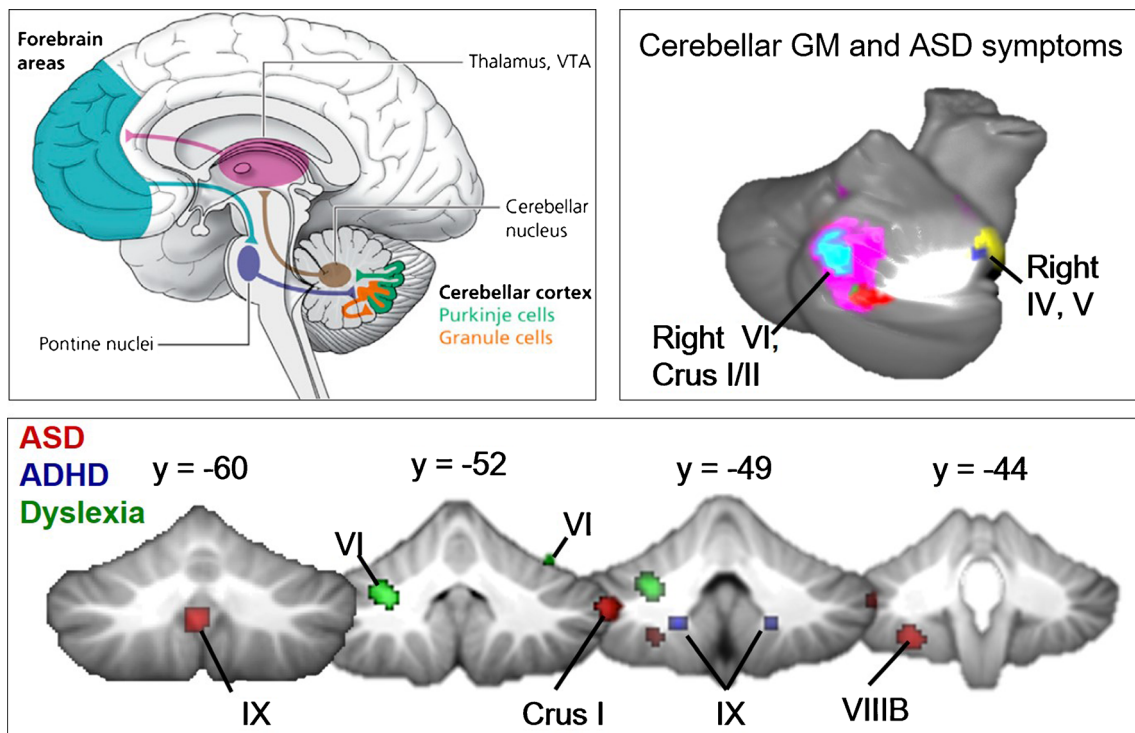 Forebrain
areas
Thalamus, VTA
Cerebellar
nucleus
Cerebellar cortex
Purkinje cells
Granule cells
Pontine nuclei
Cerebellar GM and ASD symptoms
Right
IV, V
Right VI,
Crus I/II
ASD
ADHD
Dyslexia
y = -60
y = -52
y = -49
y = -44
VI
VI
IX
Crus I
IX
VIIIB